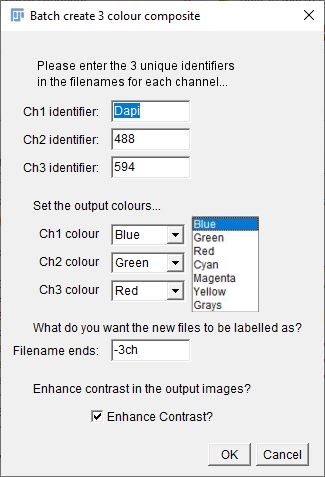 Batch create 3 colour composite
Please enter the 3 unique identifiers
in the filenames for each channel...
Ch1 identifier: Dapi
Ch2 identifier: 488
Ch3 identifier: 594
Set the output colours...
Ch1 colour Blue
Ch2 colour Green
Ch3 colour Red
Blue
Green
Red
Cyan
Magenta
Yellow
Grays
What do you want the new files to be labelled as?
Filename ends: -3ch
Enhance contrast in the output images?
Enhance Contrast?
OK Cancel